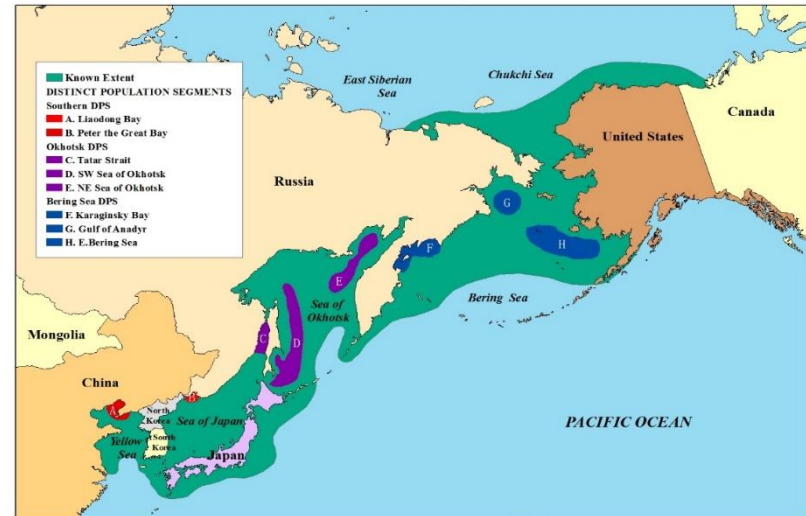 Known Extent
DISTINCT POPULATION SEGMENTS
Southern DPS
A. Liaodong Bay
B. Peter the Great Bay
Okhotsk DPS
C. Tatar Strait
D. SW Sea of Okhotsk
E. NE Sea of Okhotsk
Bering Sea DPS
F. Karaginsky Bay
G. Gulf of Anadyr
H. E.Bering Sea
East Siberian
Sea
Chukchi Sea
Canada
United States
Russia
G
H
F
E
Bering Sea
Sea of
Okhotsk
Mongolia
C
D
China
A
B
North
Korea
Sea of Japan
PACIFIC OCEAN
Yellow
Sea
South
Korea
Japan